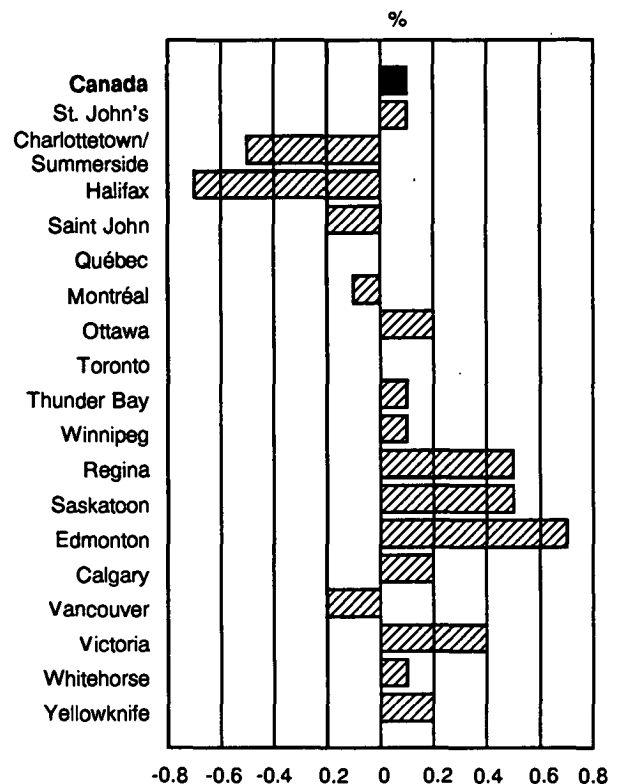 %
Canada
St. John's
Charlottetown/
Summerside
Halifax
Saint John
Québec
Montréal
Ottawa
Toronto
Thunder Bay
Winnipeg
Regina
Saskatoon
Edmonton
Calgary
Vancouver
Victoria
Whitehorse
Yellowknife
-0.8 -0.6 -0.4 -0.2 0 0.2 0.4 0.6 0.8